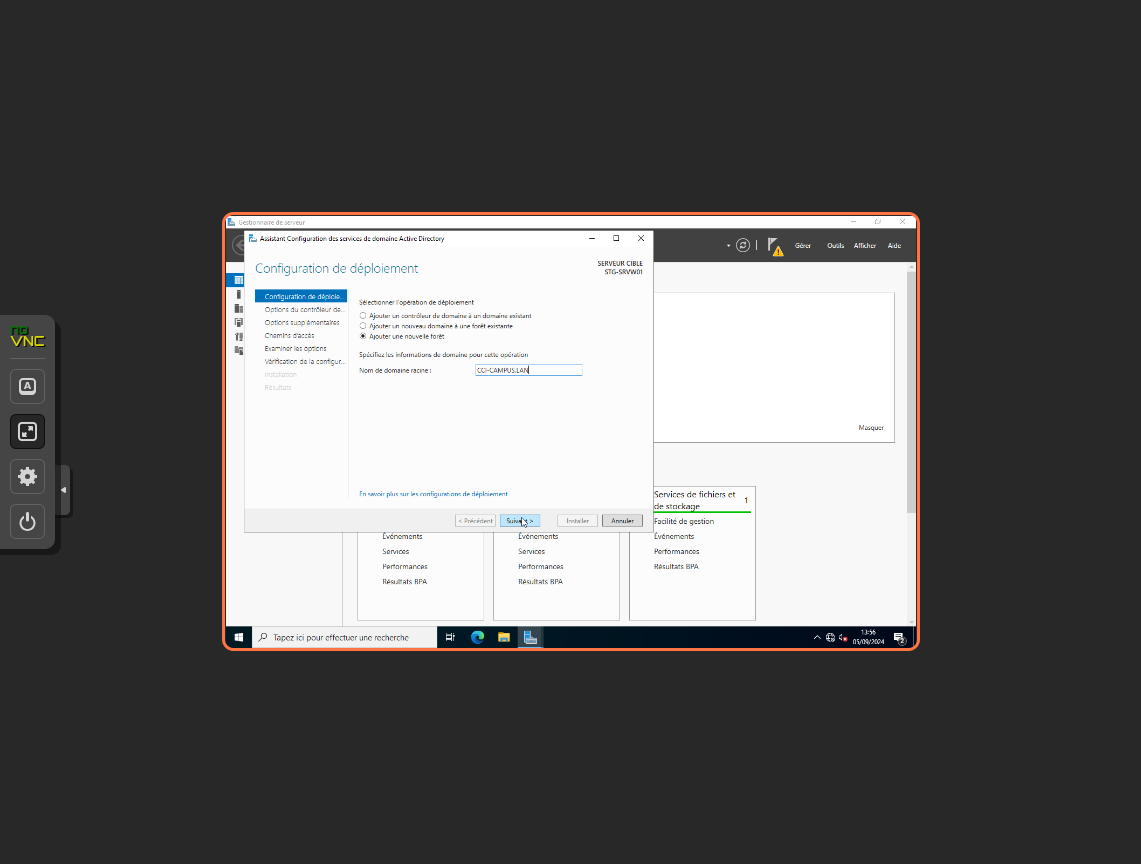 Gestionnaire de serveur
Assistant Configuration des services de domaine Active Directory
Gérer
Outils
Afficher
Aide
Configuration de déploiement
SERVEUR CIBLE
STG-SRVW01
Configuration de déploie...
Options du contrôleur de...
Options supplémentaires
Chemins d'accès
Examiner les options
Vérification de la configur...
Installation
Résultats
Sélectionner l'opération de déploiement
Ajouter un contrôleur de domaine à un domaine existant
Ajouter un nouveau domaine à une forêt existante
Ajouter une nouvelle forêt
Spécifiez les informations de domaine pour cette opération
Nom de domaine racine :
CCI-CAMPUS.LAN
En savoir plus sur les configurations de déploiement
< Précédent
Suivant >
Installer
Annuler
Masquer
Services de fichiers et
de stockage
1
Facilité de gestion
Événements
Performances
Résultats BPA
Événements
Services
Performances
Résultats BPA
Événements
Services
Performances
Résultats BPA
no
VNC
A
Tapez ici pour effectuer une recherche
13:56
05/09/2024
2